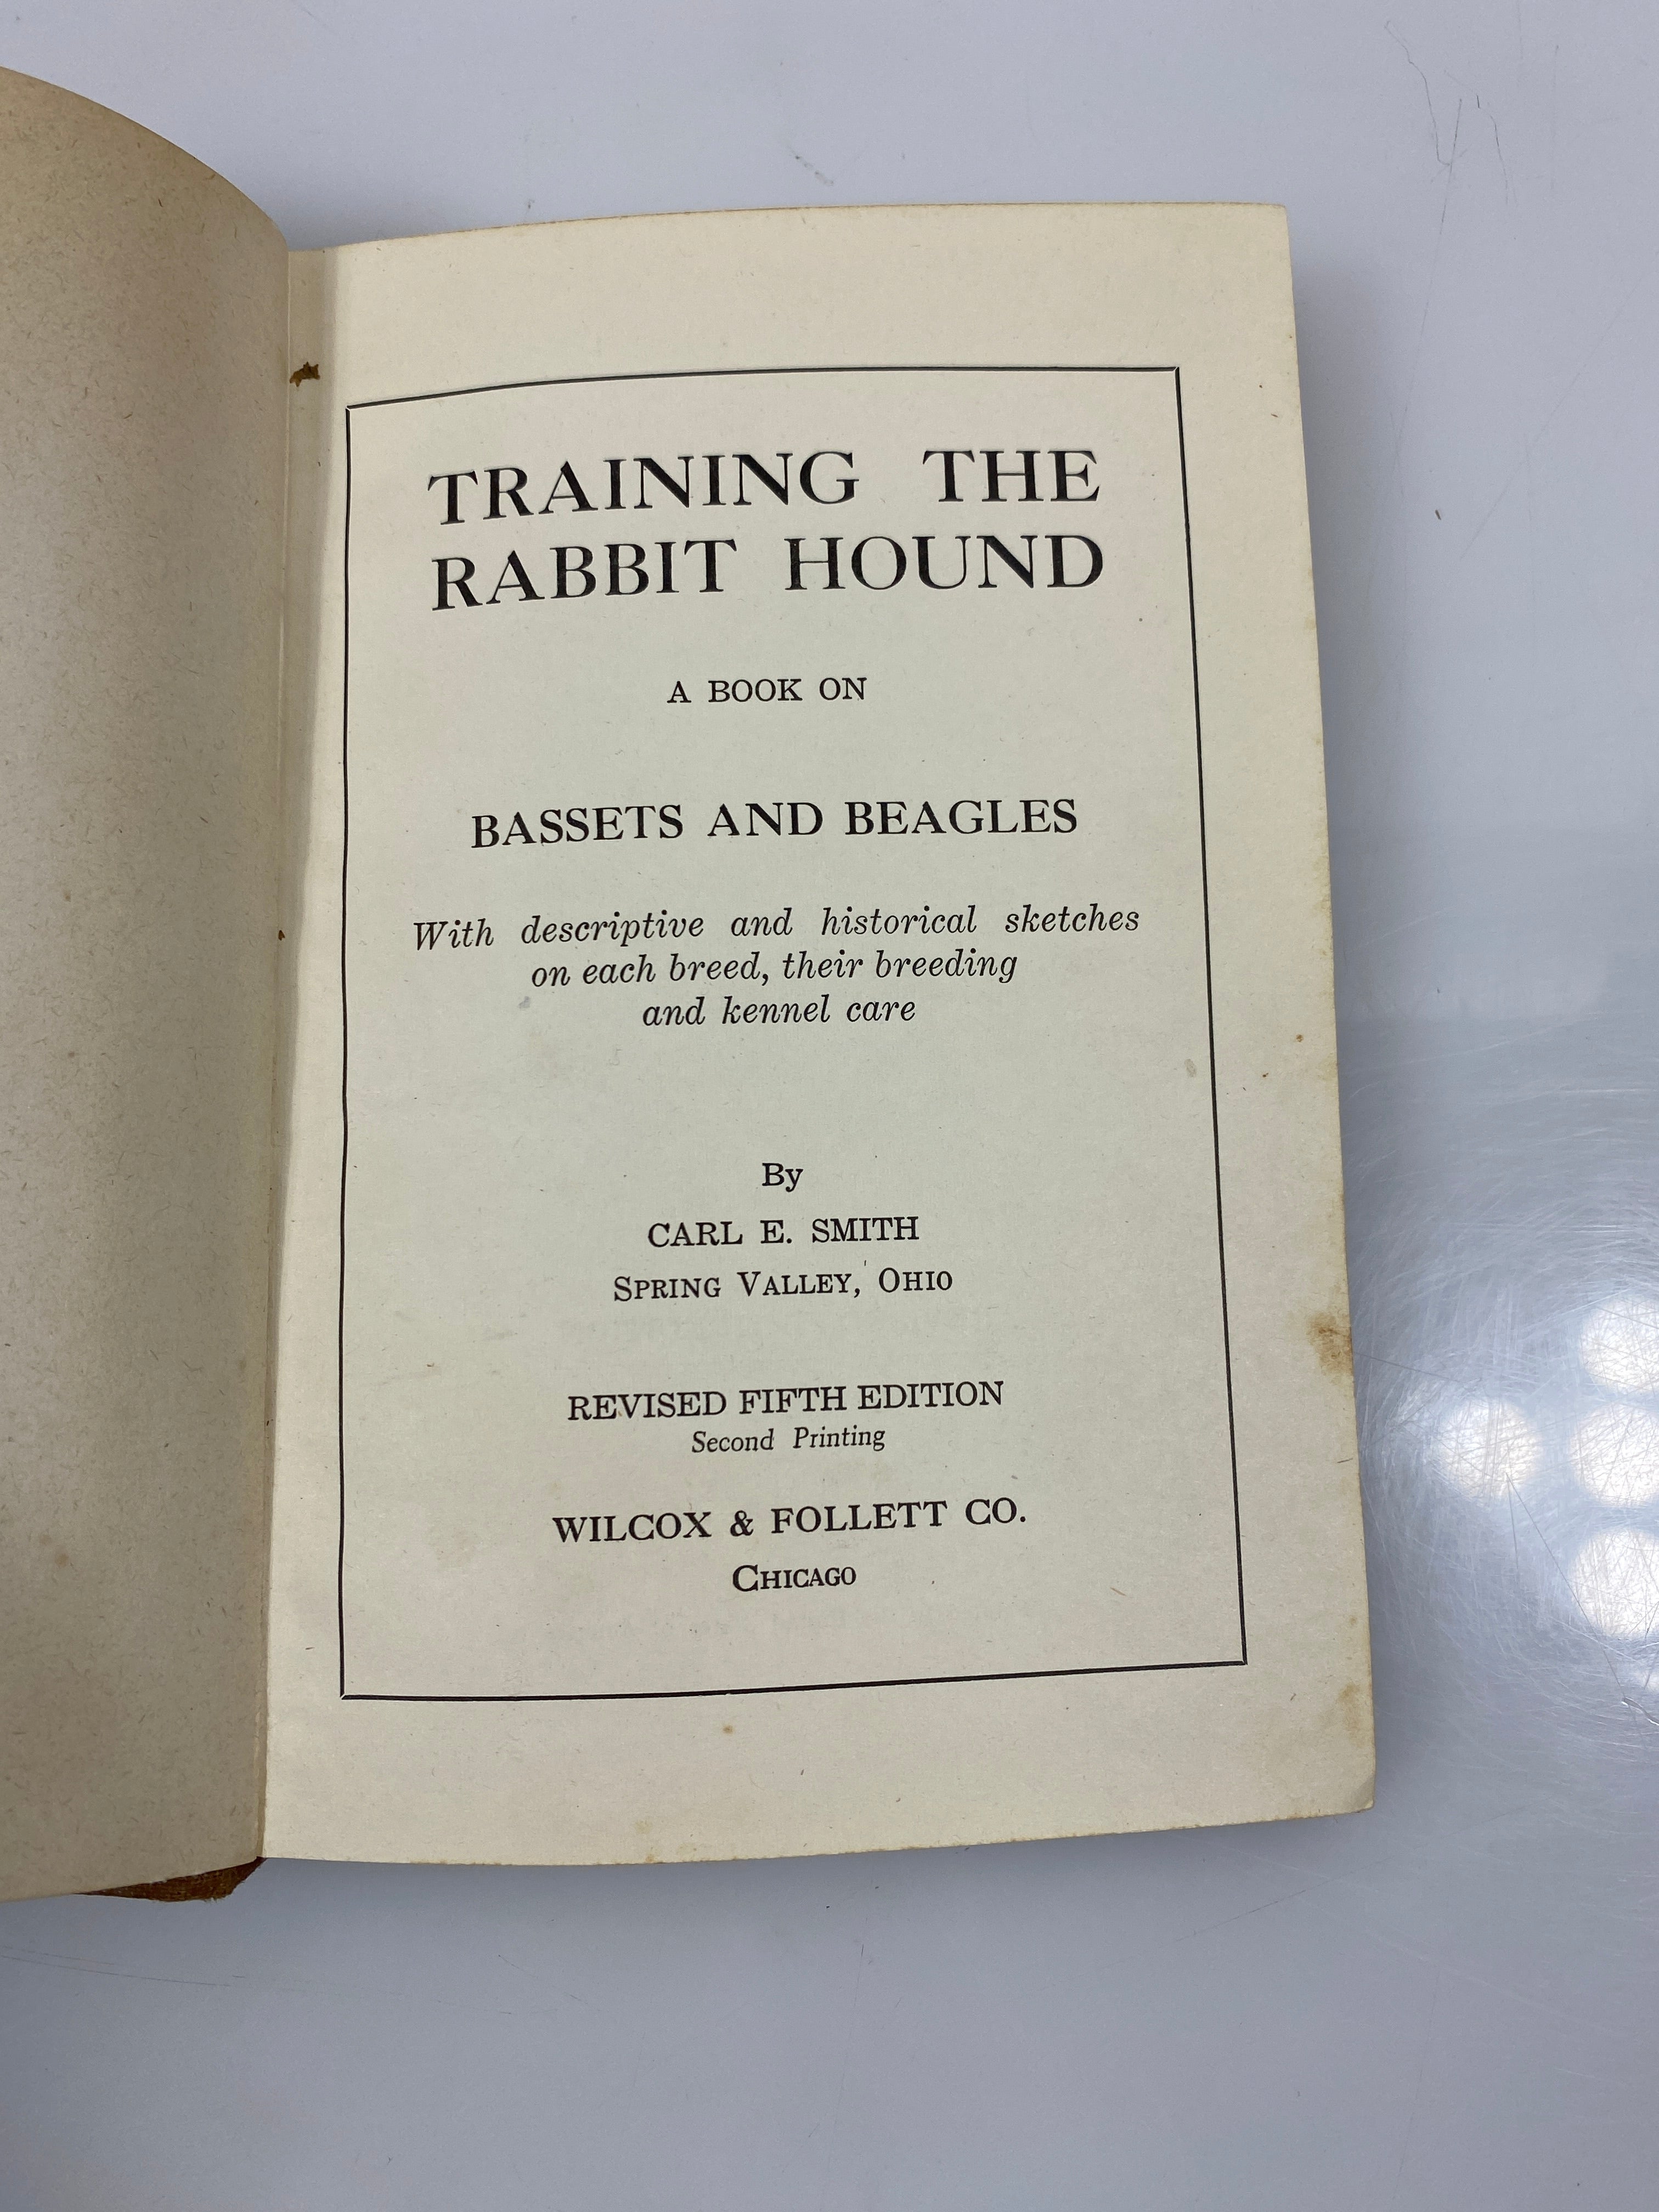 TRAINING THE
RABBIT HOUND
A BOOK ON
BASSETS AND BEAGLES
With descriptive and historical sketches
on each breed, their breeding
and kennel care
By
CARL E. SMITH
SPRING VALLEY, OHIO
REVISED FIFTH EDITION
Second Printing
WILCOX & FOLLETT CO.
CHICAGO